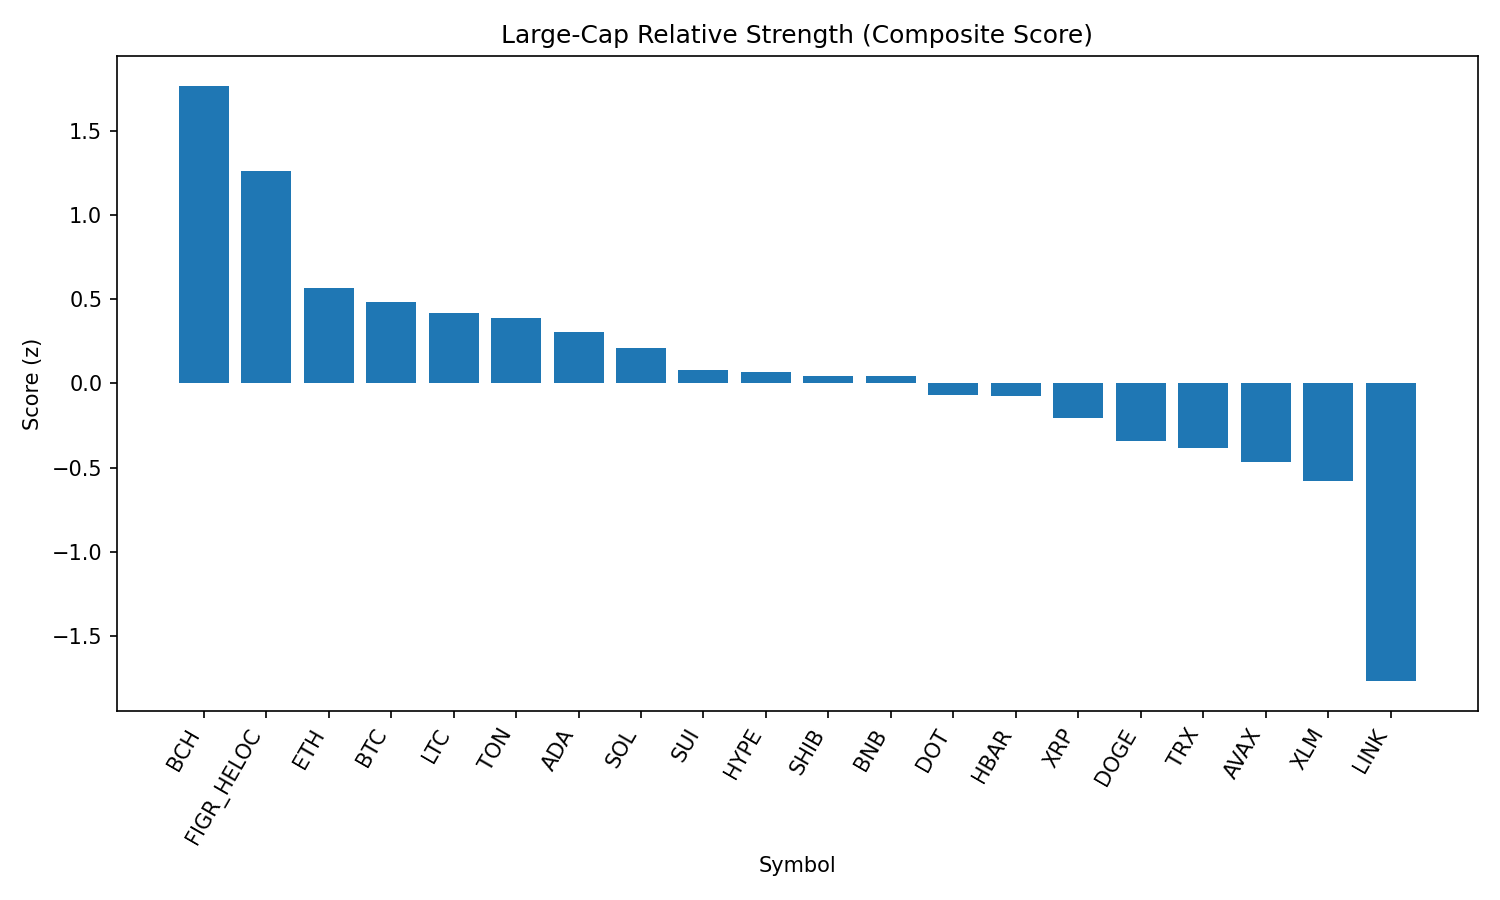 Large-Cap Relative Strength (Composite Score)
Score (z)
1.5
1.0
0.5
0.0
−0.5
−1.0
−1.5
BCH
FIGR_HELOC
ETH
BTC
LTC
TON
ADA
SOL
SUI
HYPE
SHIB
BNB
DOT
HBAR
XRP
DOGE
TRX
AVAX
XLM
LINK
Symbol